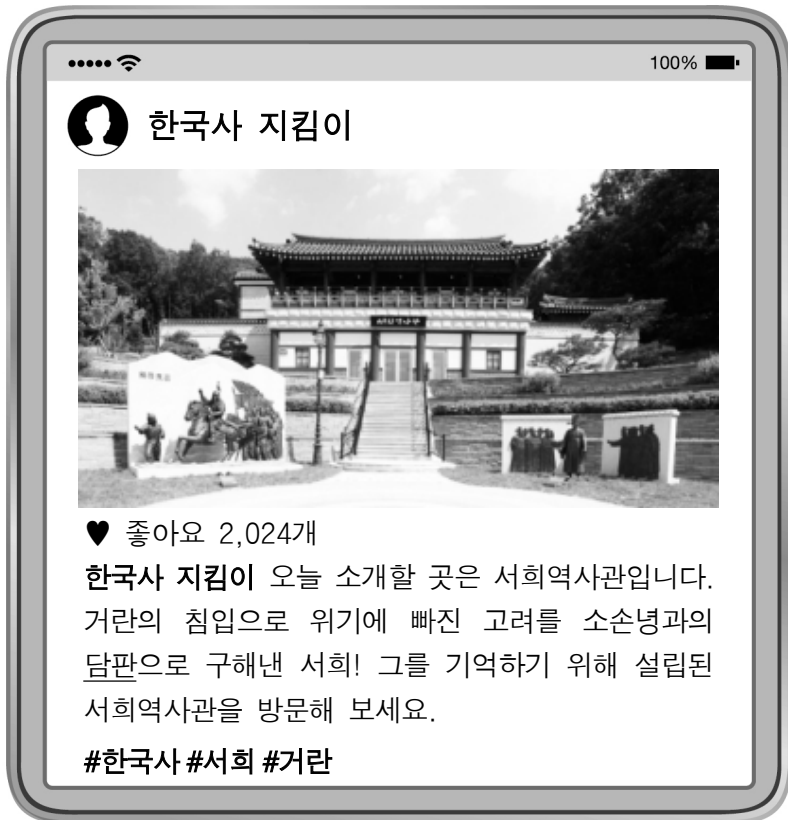 100%
한국사 지킴이
좋아요 2,024개
한국사 지킴이 오늘 소개할 곳은 서희역사관입니다.
거란의 침입으로 위기에 빠진 고려를 소손녕과의
담판으로 구해낸 서희! 그를 기억하기 위해 설립된
서희역사관을 방문해 보세요.
#한국사 #서희 #거란